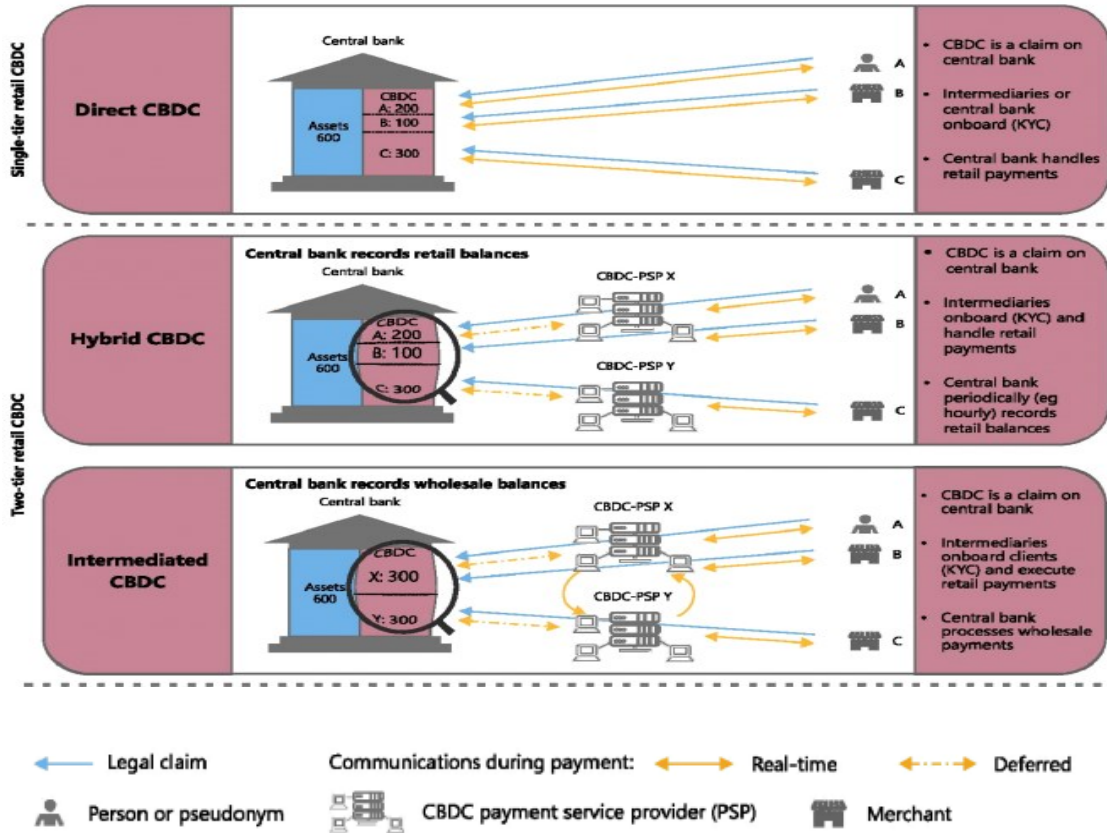 Single-tier retail CBDC
Direct CBDC
Central bank
Assets
600
CBDC
A: 200
B: 100
C: 300
A
B
C
• CBDC is a claim on
central bank
• Intermediaries or
central bank
onboard (KYC)
• Central bank handles
retail payments
Two-tier retail CBDC
Hybrid CBDC
Central bank records retail balances
Central bank
Assets
600
CBDC
A: 200
B: 100
C: 300
CBDC-PSP X
CBDC-PSP Y
A
B
C
• CBDC is a claim on
central bank
• Intermediaries
onboard (KYC) and
handle retail
payments
• Central bank
periodically (eg
hourly) records
retail balances
Intermediated
CBDC
Central bank records wholesale balances
Central bank
Assets
600
CBDC
X: 300
Y: 300
CBDC-PSP X
CBDC-PSP Y
A
B
C
• CBDC is a claim on
central bank
• Intermediaries
onboard clients
(KYC) and execute
retail payments
• Central bank
processes wholesale
payments
Legal claim
Communications during payment:
Real-time
Deferred
Person or pseudonym
CBDC payment service provider (PSP)
Merchant